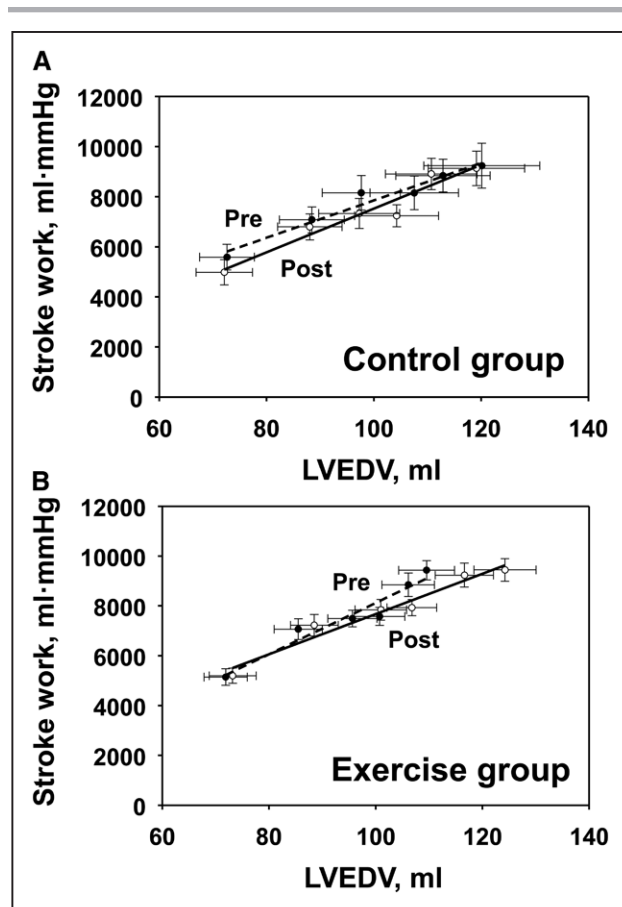 A
Stroke work, ml·mmHg
12000
10000
8000
6000
4000
2000
0
Pre
Post
Control group
60 80 100 120 140
LVEDV, ml
B
Stroke work, ml·mmHg
12000
10000
8000
6000
4000
2000
0
Pre
Post
Exercise group
60 80 100 120 140
LVEDV, ml